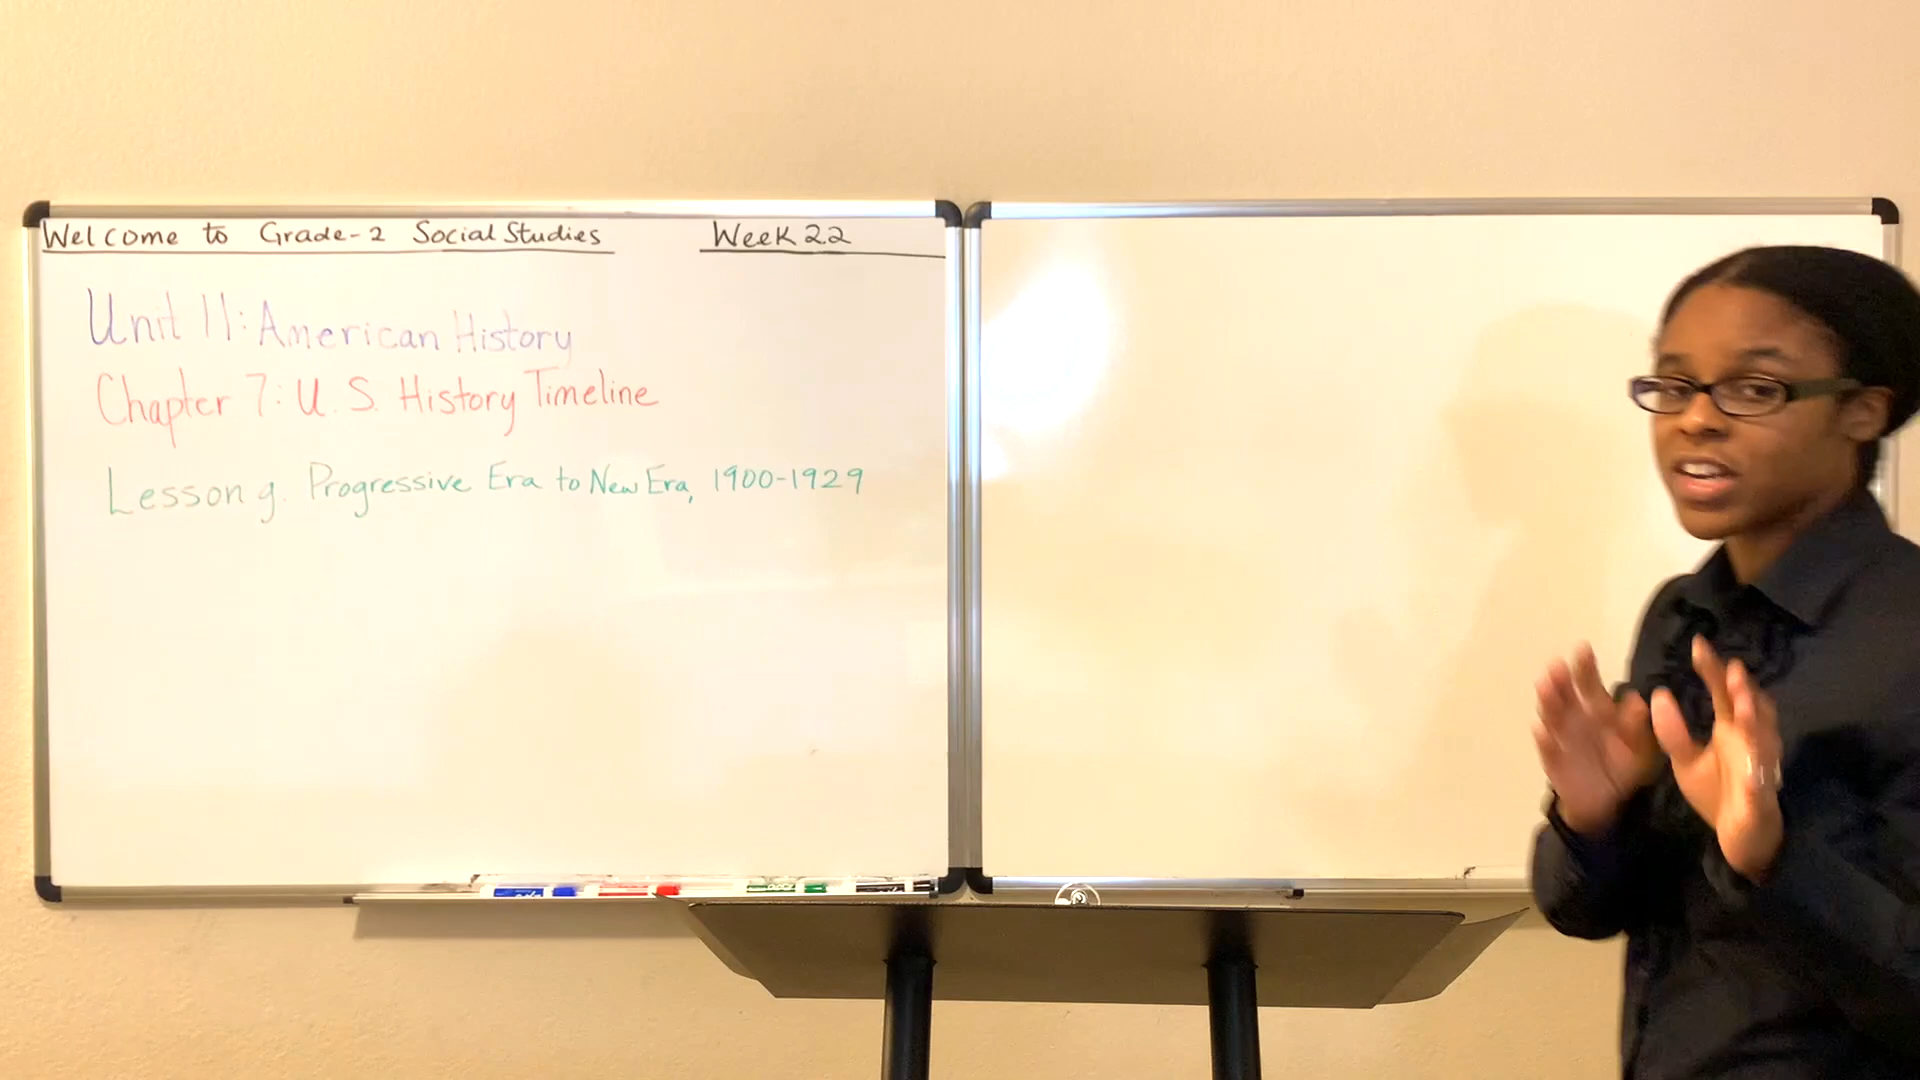 Welcome to Grade-2 Social Studies Week 22
Unit 11: American History
Chapter 7: U.S. History Timeline
Lesson g. Progressive Era to New Era, 1900-1929